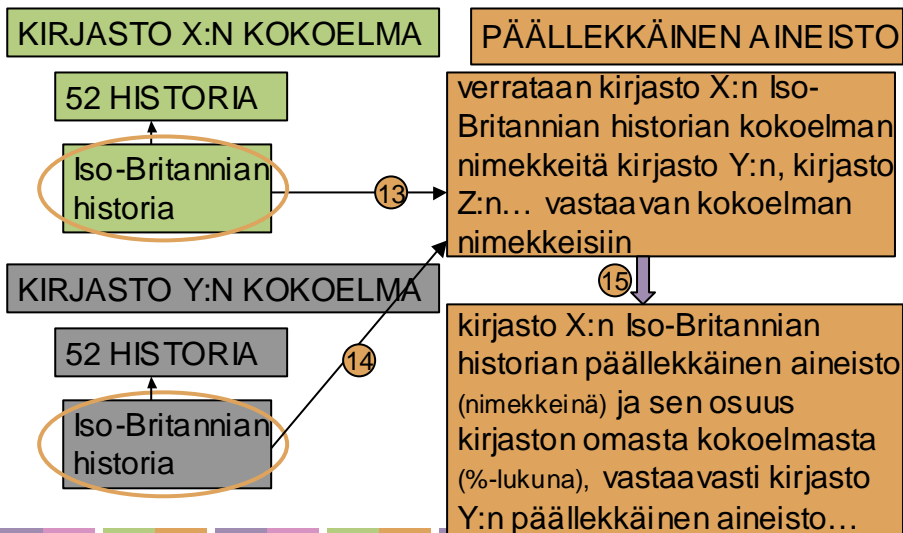 KIRJASTO X:N KOKOELMA
52 HISTORIA
Iso-Britannian
historia
13
KIRJASTO Y:N KOKOELMA
52 HISTORIA
Iso-Britannian
historia
14
PÄÄLLEKKÄINEN AINEISTO
verrataan kirjasto X:n Iso-
Britannian historian kokoelman
nimekkeitä kirjasto Y:n, kirjasto
Z:n… vastaavan kokoelman
nimekkeisiin
15
kirjasto X:n Iso-Britannian
historian päällekkäinen aineisto
(nimekkeinä) ja sen osuus
kirjaston omasta kokoelmasta
(%-lukuna), vastaavasti kirjasto
Y:n päällekkäinen aineisto…